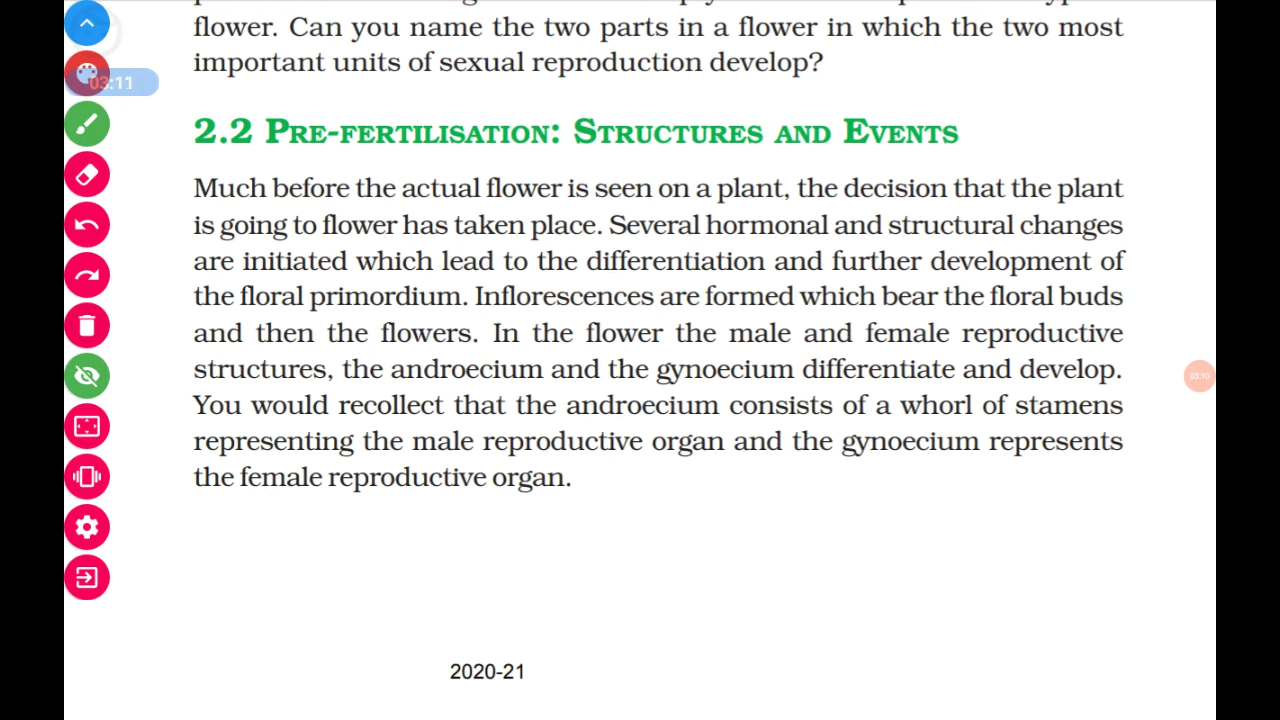 flower. Can you name the two parts in a flower in which the two most
important units of sexual reproduction develop?
03:11
2.2 PRE-FERTILISATION: STRUCTURES AND EVENTS
Much before the actual flower is seen on a plant, the decision that the plant
is going to flower has taken place. Several hormonal and structural changes
are initiated which lead to the differentiation and further development of
the floral primordium. Inflorescences are formed which bear the floral buds
and then the flowers. In the flower the male and female reproductive
structures, the androecium and the gynoecium differentiate and develop.
You would recollect that the androecium consists of a whorl of stamens
representing the male reproductive organ and the gynoecium represents
the female reproductive organ.
03:10
2020-21